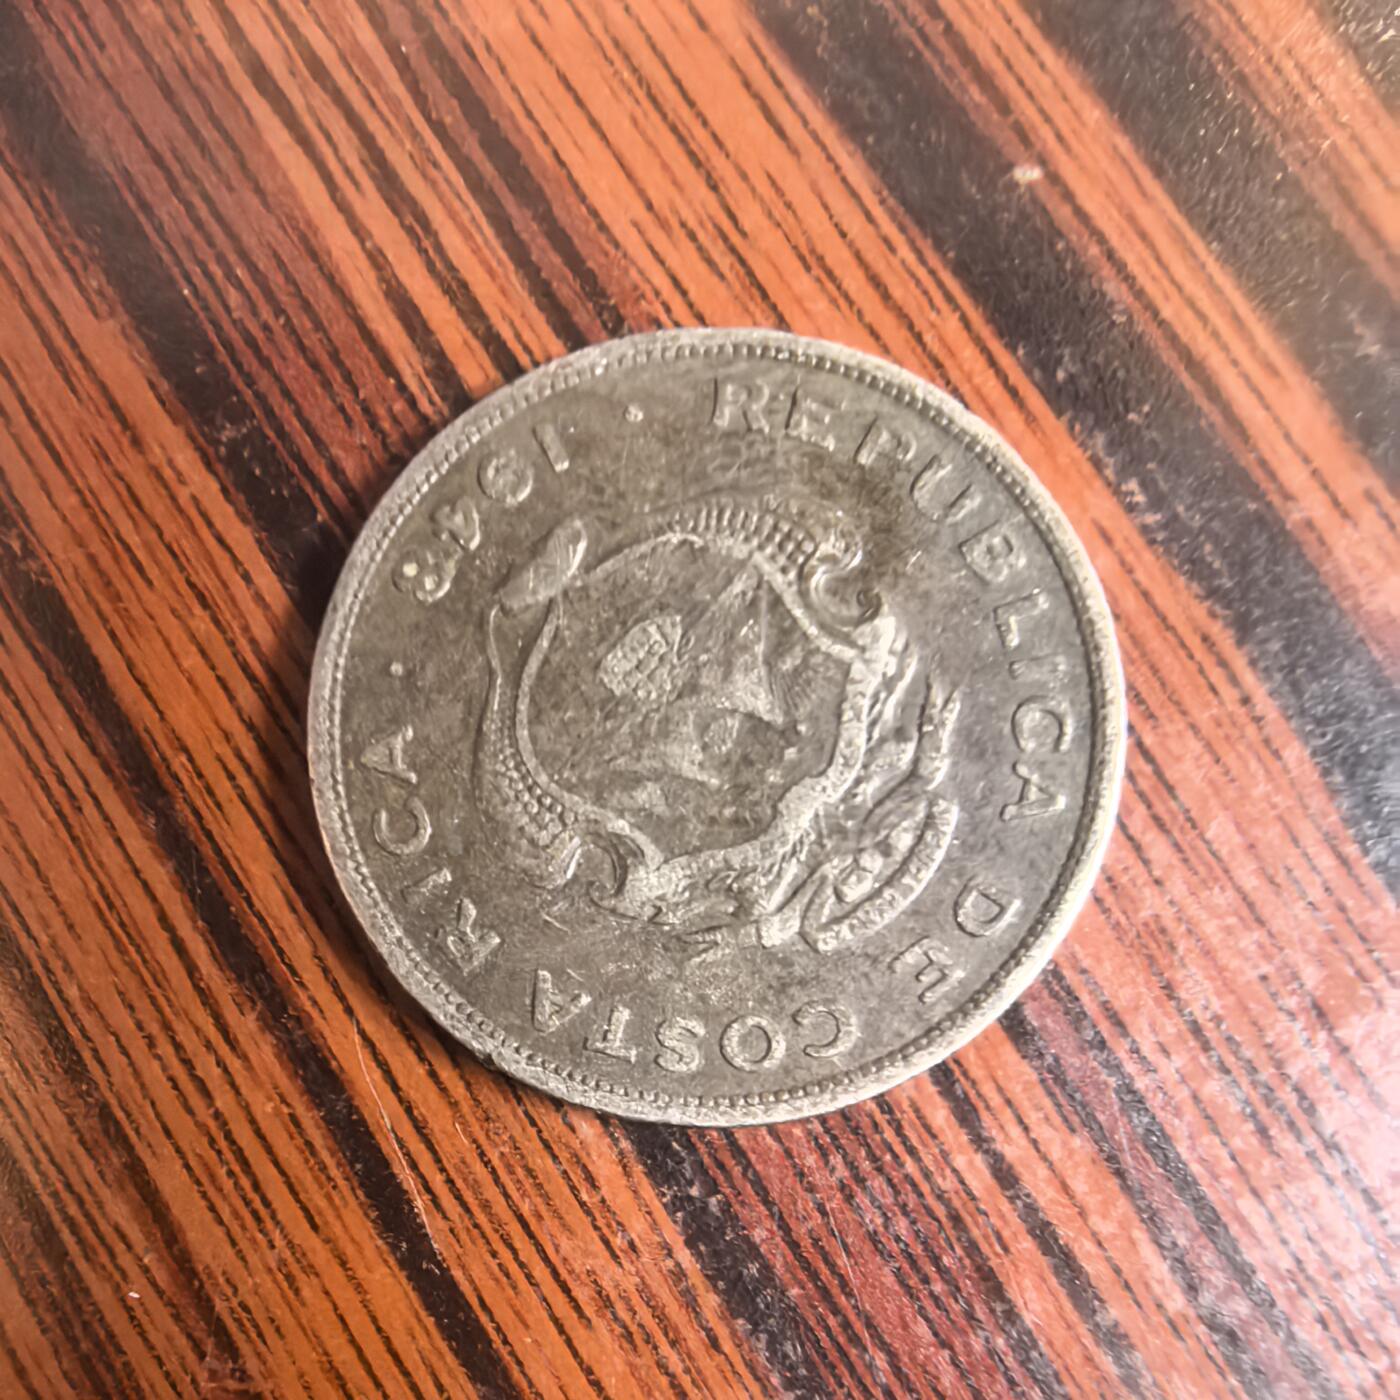 REPUBLICA DE COSTA RICA · 1948 ·